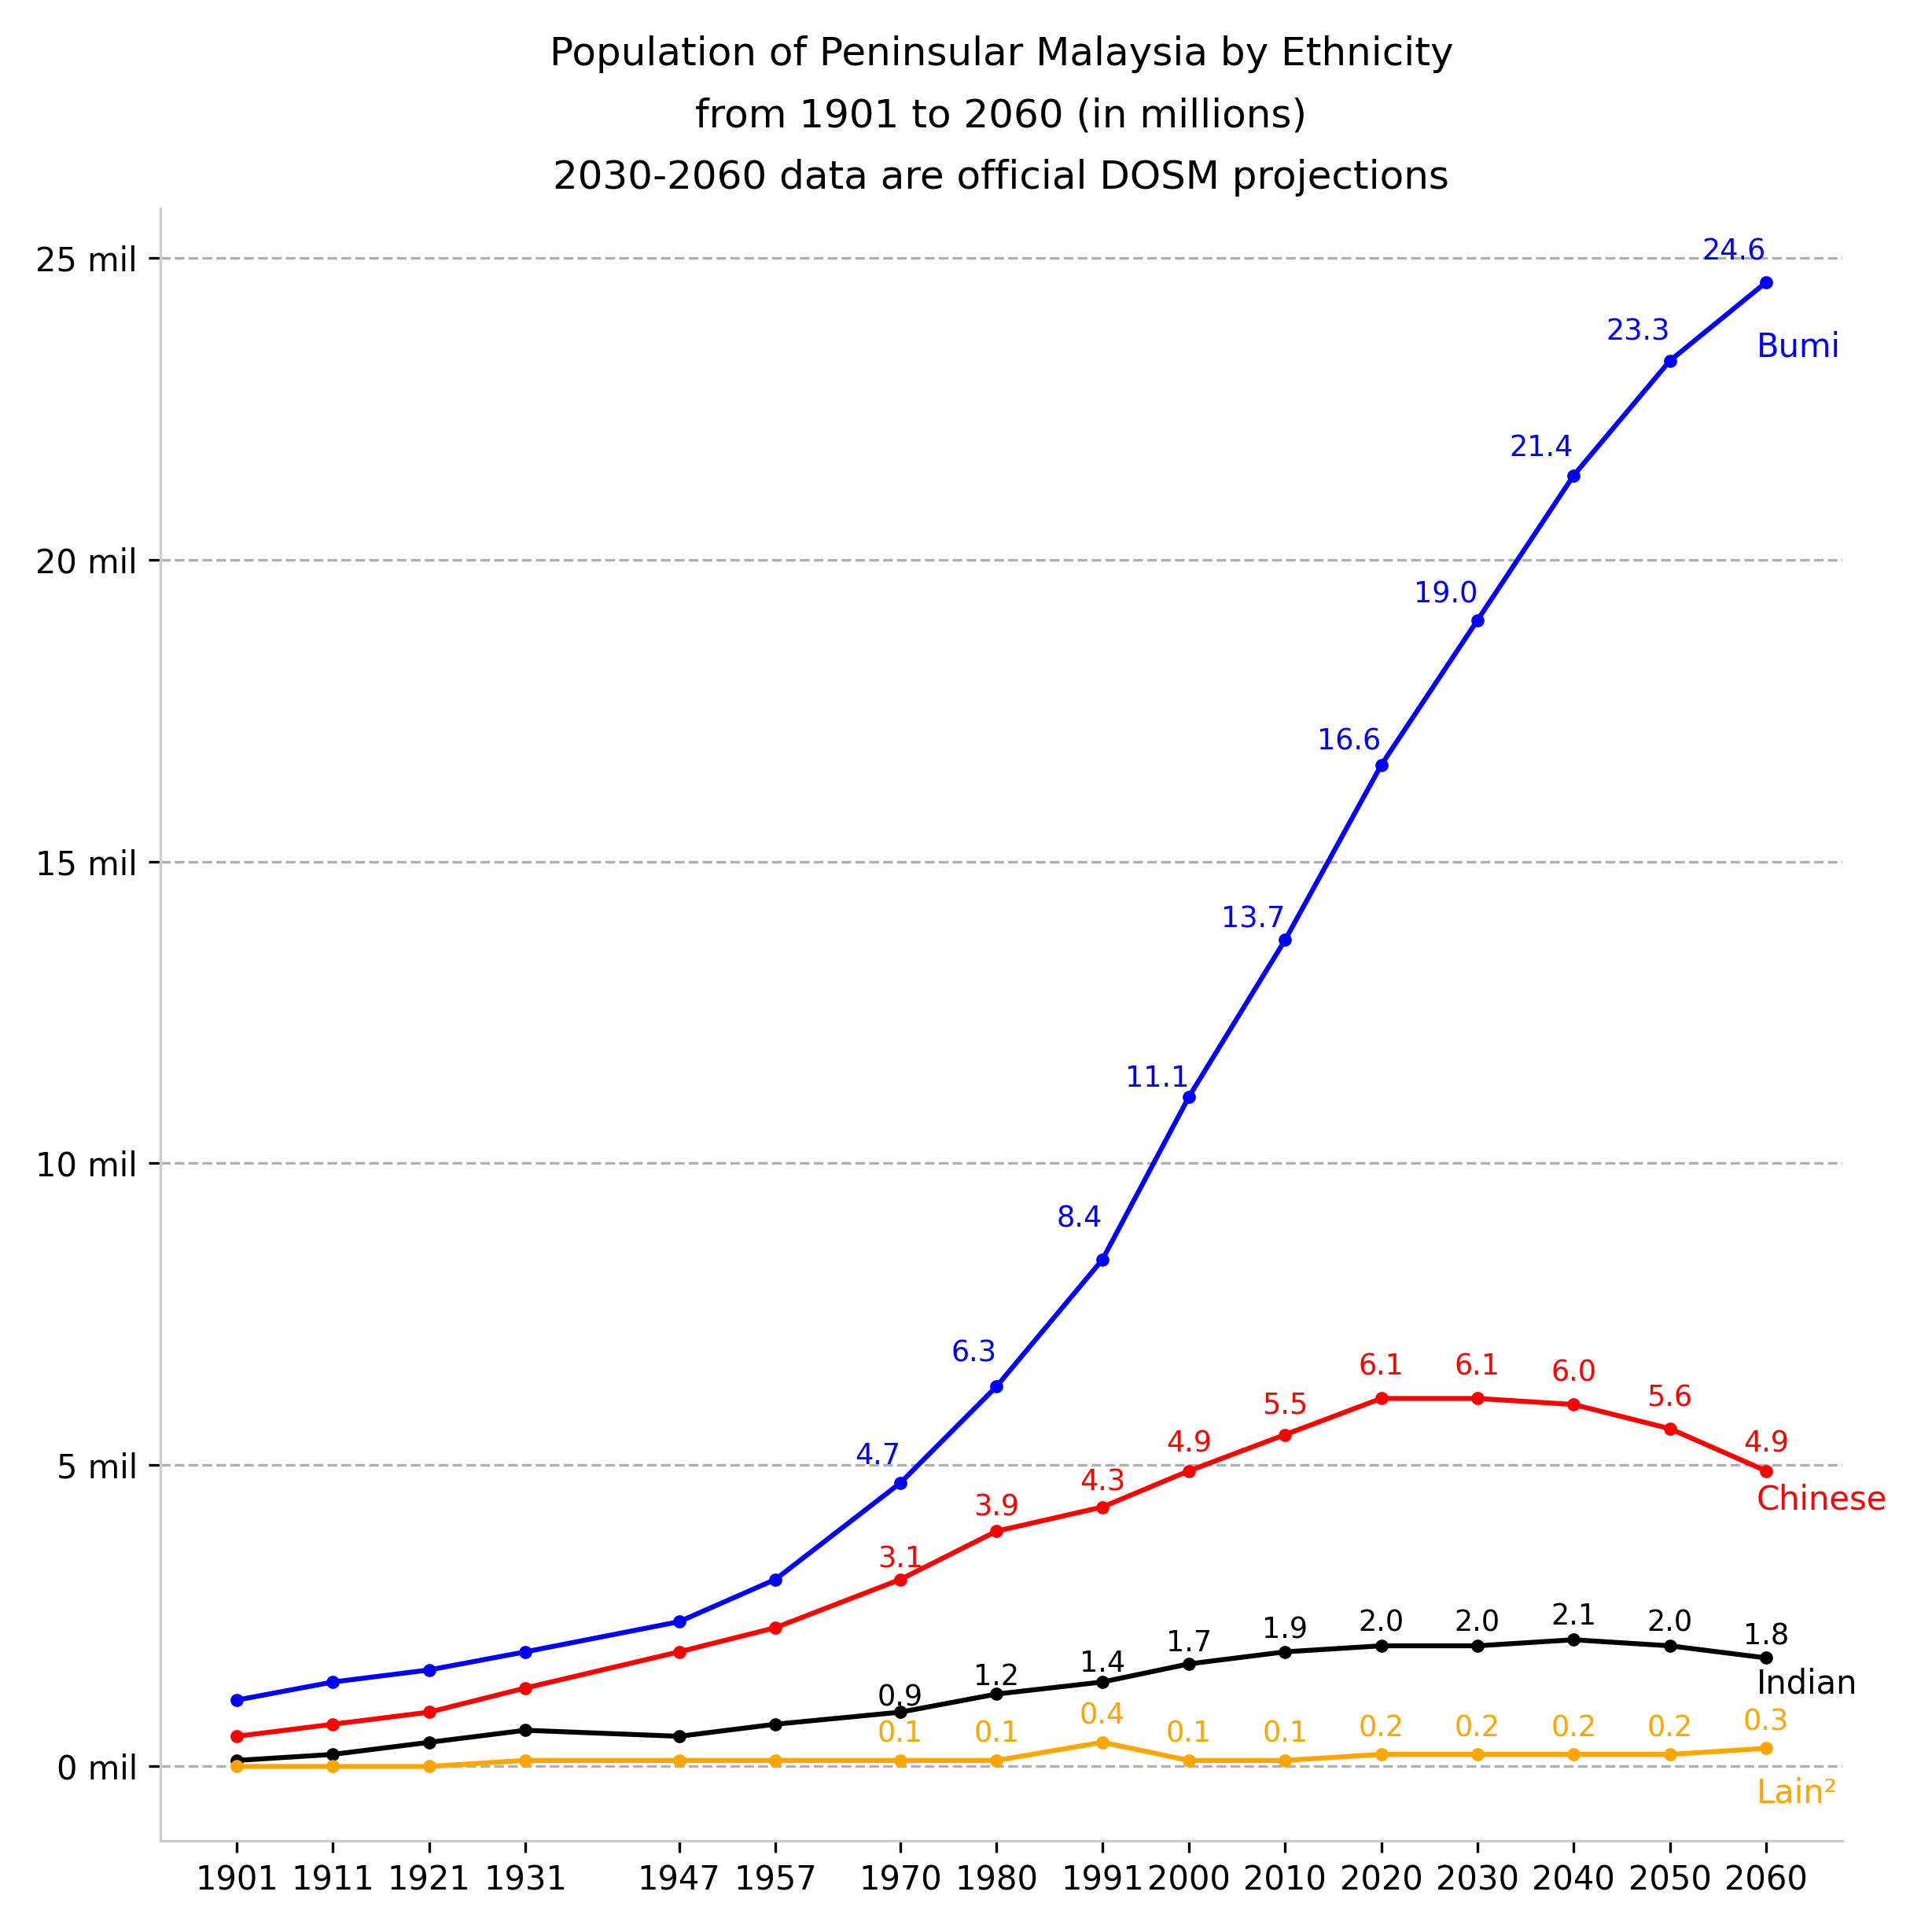 Population of Peninsular Malaysia by Ethnicity
from 1901 to 2060 (in millions)
2030-2060 data are official DOSM projections
25 mil
20 mil
15 mil
10 mil
5 mil
0 mil
4.7
6.3
8.4
11.1
13.7
16.6
19.0
21.4
23.3
24.6
Bumi
3.1
3.9
4.3
4.9
5.5
6.1
6.1
6.0
5.6
4.9
Chinese
0.9
1.2
1.4
1.7
1.9
2.0
2.0
2.1
2.0
1.8
Indian
0.1
0.1
0.4
0.1
0.1
0.2
0.2
0.2
0.2
0.3
Lain²
1901 1911 1921 1931 1947 1957 1970 1980 1991 2000 2010 2020 2030 2040 2050 2060